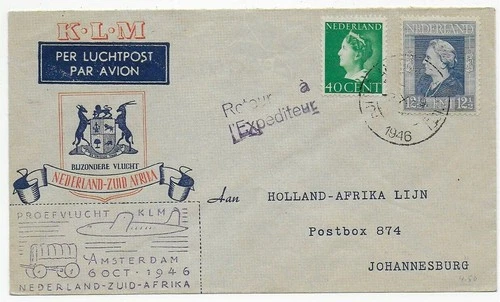 K·L·M
PER LUCHTPOST
PAR AVION
BIJZONDERE VLUCHT
NEDERLAND-ZUID AFRIKA
PROEFVLUCHT KLM
AMSTERDAM
6 OCT · 1946
NEDERLAND-ZUID-AFRIKA
Retour à
l'Expéditeur
NEDERLAND
40 CENT
NEDERLAND
12½ 12½
1946
Aan HOLLAND-AFRIKA LIJN
Postbox 874
JOHANNESBURG